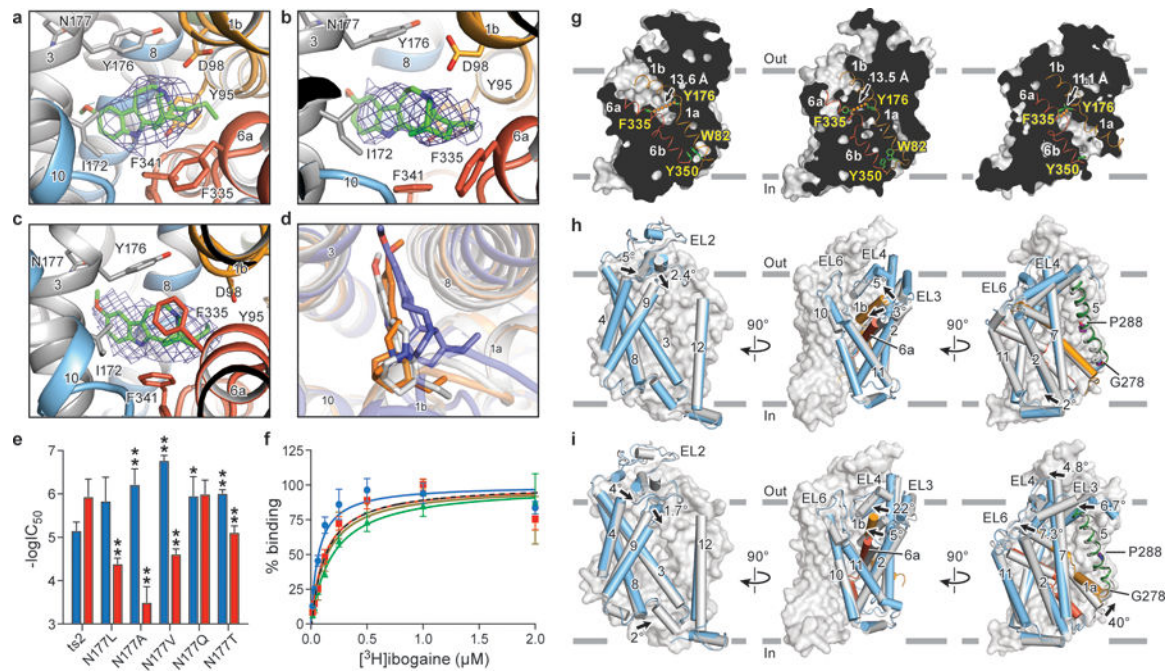 a
N177
3
8
1b
Y176
D98
Y95
I172
F341
6a
10
F335
b
N177
3
8
1b
Y176
D98
Y95
I172
F335
6a
10
F341
c
N177
Y176
3
8
1b
D98
F335
Y95
I172
10
F341
6a
d
3
8
1a
10
1b
e
-logIC50
7
6
5
4
3
**
**
**
**
**
*
**
**
ts2
N177L
N177A
N177V
N177Q
N177T
f
% binding
125
100
75
50
25
0
0.0
0.5
1.0
1.5
2.0
[³H]ibogaine (µM)
g
Out
In
1b
13.6 Å
Y176
6a
1a
F335
W82
6b
Y350
1b
13.5 Å
Y176
6a
1a
F335
W82
6b
Y350
1b
11.1 Å
Y176
6a
F335
1a
W82
6b
Y350
h
Out
In
EL2
5°
2.4°
9
4
3
12
8
90°
EL6
EL4
5°
EL3
1b
3°
10
2
6a
11
90°
EL4
EL6
5
P288
7
11
2
G278
2°
i
Out
In
EL2
4°
1.7°
4
9
12
3
8
2°
90°
EL4
EL3
EL6
22°
1b
5°
6a
11
2
10
90°
4.8°
EL4
EL3
EL6
6.7°
5
7.3°
P288
7
2
1a
11
G278
40°